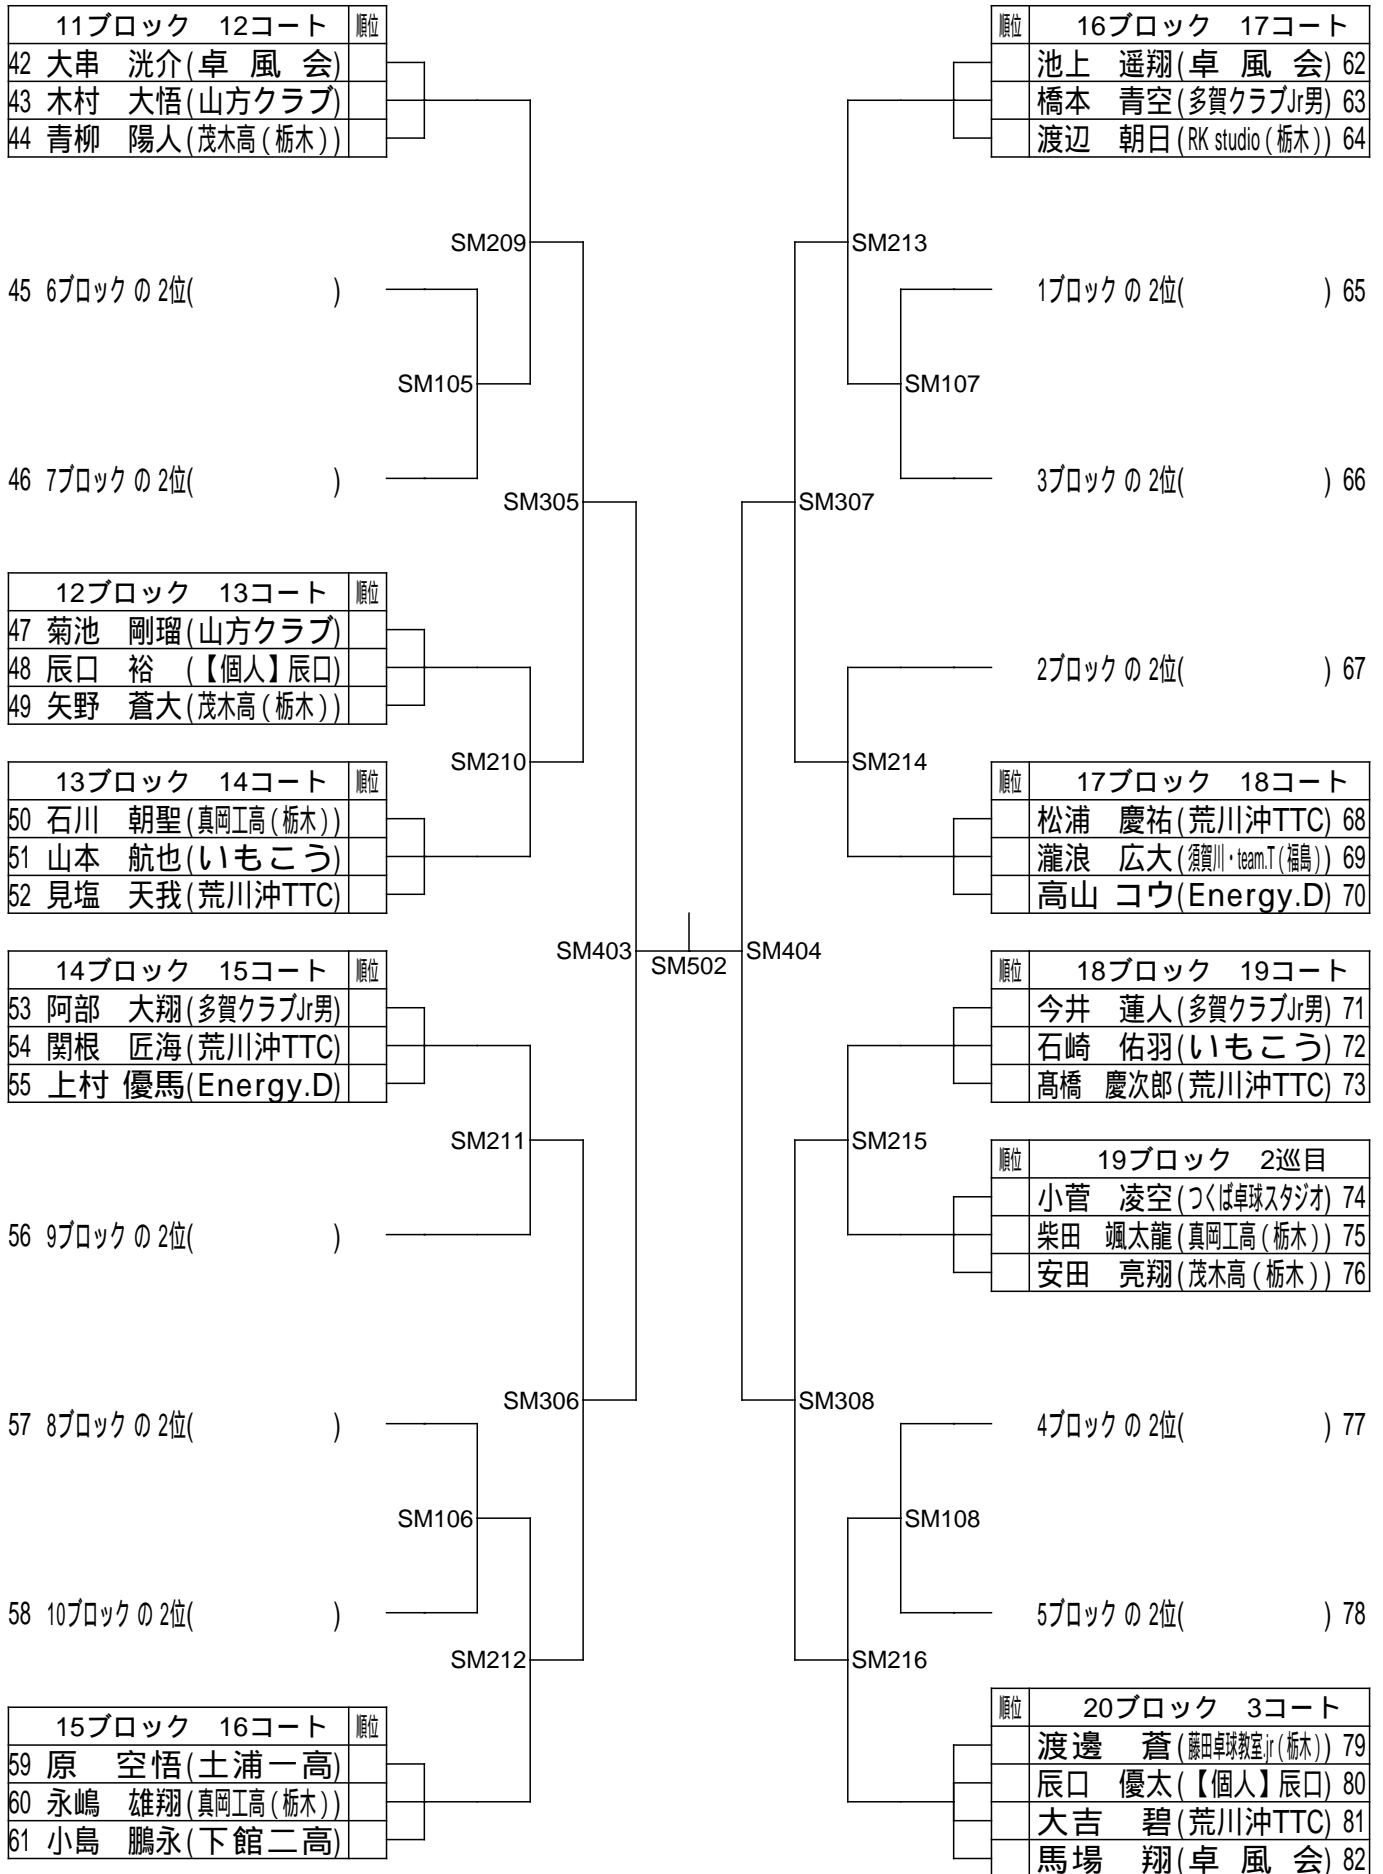 11ブロック　12コート 順位
42 大串　洸介(卓 風 会)
43 木村　大悟(山方クラブ)
44 青柳　陽人(茂木高(栃木))
SM209
45 6ブロック の 2位(　　　　)
SM105
46 7ブロック の 2位(　　　　)
SM305
12ブロック　13コート 順位
47 菊池　剛瑠(山方クラブ)
48 辰口　裕　(【個人】辰口)
49 矢野　蒼大(茂木高(栃木))
SM210
13ブロック　14コート 順位
50 石川　朝聖(真岡工高(栃木))
51 山本　航也(いもこう)
52 見塩　天我(荒川沖TTC)
SM403
SM502
14ブロック　15コート 順位
53 阿部　大翔(多賀クラブJr男)
54 関根　匠海(荒川沖TTC)
55 上村 優馬(Energy.D)
SM211
56 9ブロック の 2位(　　　　)
SM306
57 8ブロック の 2位(　　　　)
SM106
58 10ブロック の 2位(　　　　)
SM212
15ブロック　16コート 順位
59 原　空悟(土浦一高)
60 永嶋　雄翔(真岡工高(栃木))
61 小島　鵬永(下館二高)
順位 16ブロック　17コート
池上　遥翔(卓 風 会) 62
橋本　青空(多賀クラブJr男) 63
渡辺　朝日(RK studio(栃木)) 64
SM213
1ブロック の 2位(　　　　) 65
SM107
3ブロック の 2位(　　　　) 66
SM307
2ブロック の 2位(　　　　) 67
SM214
順位 17ブロック　18コート
松浦　慶祐(荒川沖TTC) 68
瀧浪　広大(須賀川・team.T(福島)) 69
高山 コウ(Energy.D) 70
SM404
順位 18ブロック　19コート
今井　蓮人(多賀クラブJr男) 71
石崎　佑羽(いもこう) 72
髙橋　慶次郎(荒川沖TTC) 73
SM215
順位 19ブロック　2巡目
小菅　凌空(つくば卓球スタジオ) 74
柴田　颯太龍(真岡工高(栃木)) 75
安田　亮翔(茂木高(栃木)) 76
SM308
4ブロック の 2位(　　　　) 77
SM108
5ブロック の 2位(　　　　) 78
SM216
順位 20ブロック　3コート
渡邊　蒼(藤田卓球教室jr(栃木)) 79
辰口　優太(【個人】辰口) 80
大吉　碧(荒川沖TTC) 81
馬場　翔(卓 風 会) 82